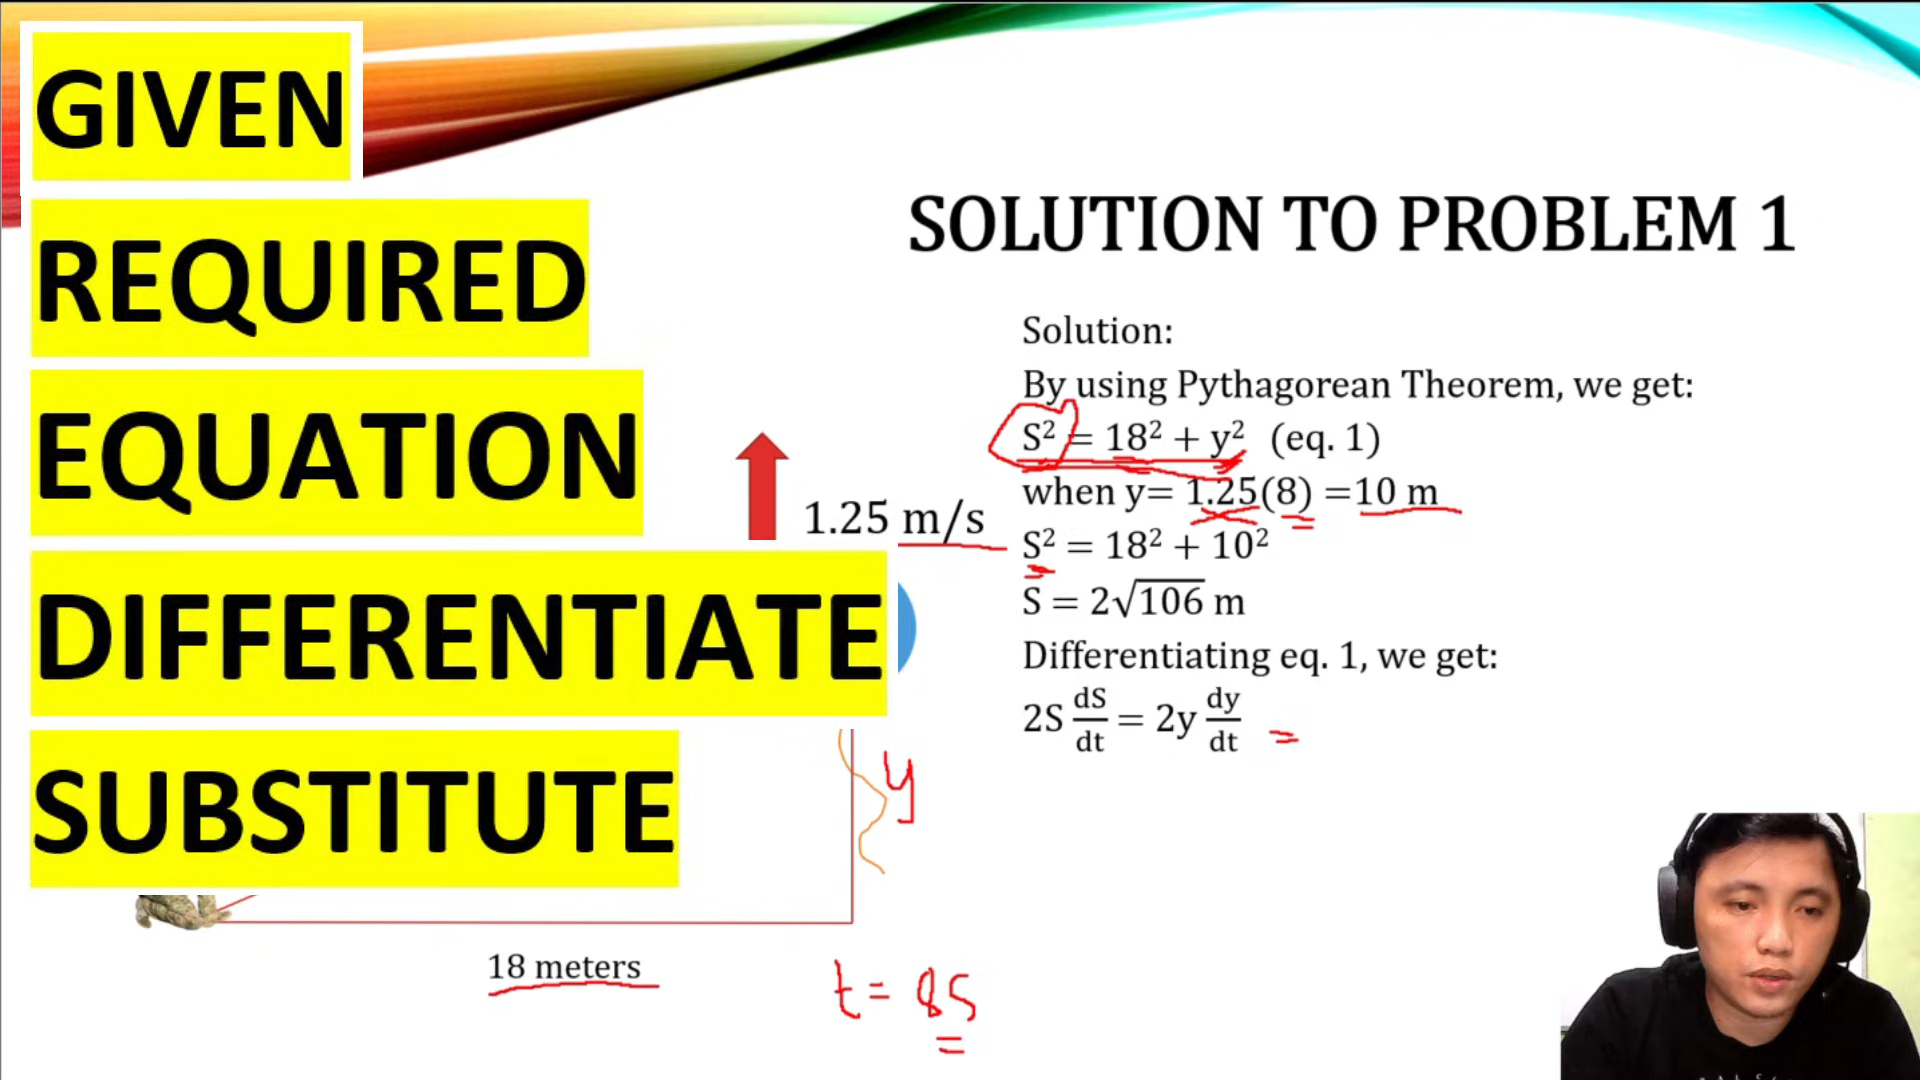 GIVEN
REQUIRED
EQUATION
DIFFERENTIATE
SUBSTITUTE
1.25 m/s
y
18 meters
t = 8s
SOLUTION TO PROBLEM 1
Solution:
By using Pythagorean Theorem, we get:
S² = 18² + y² (eq. 1)
when y= 1.25(8) =10 m
S² = 18² + 10²
S = 2√106 m
Differentiating eq. 1, we get:
2S dS/dt = 2y dy/dt =